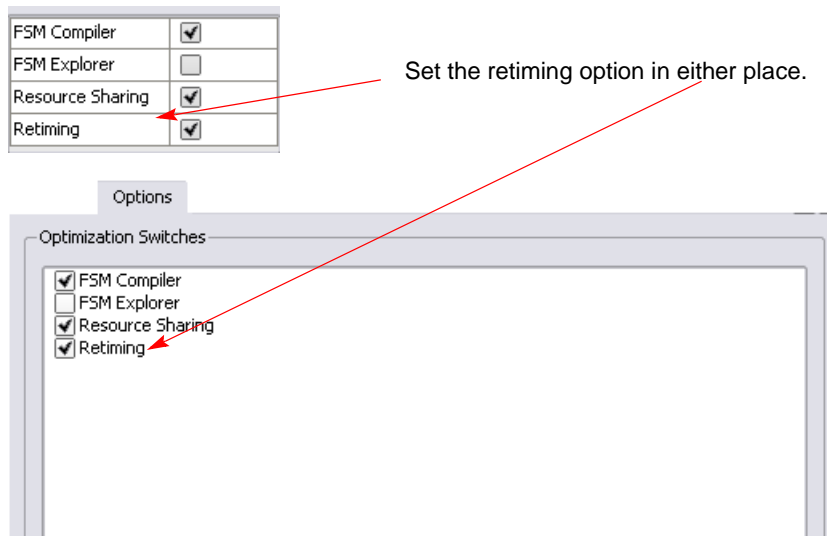 FSM Compiler
FSM Explorer
Resource Sharing
Retiming
Set the retiming option in either place.
Options
Optimization Switches
FSM Compiler
FSM Explorer
Resource Sharing
Retiming